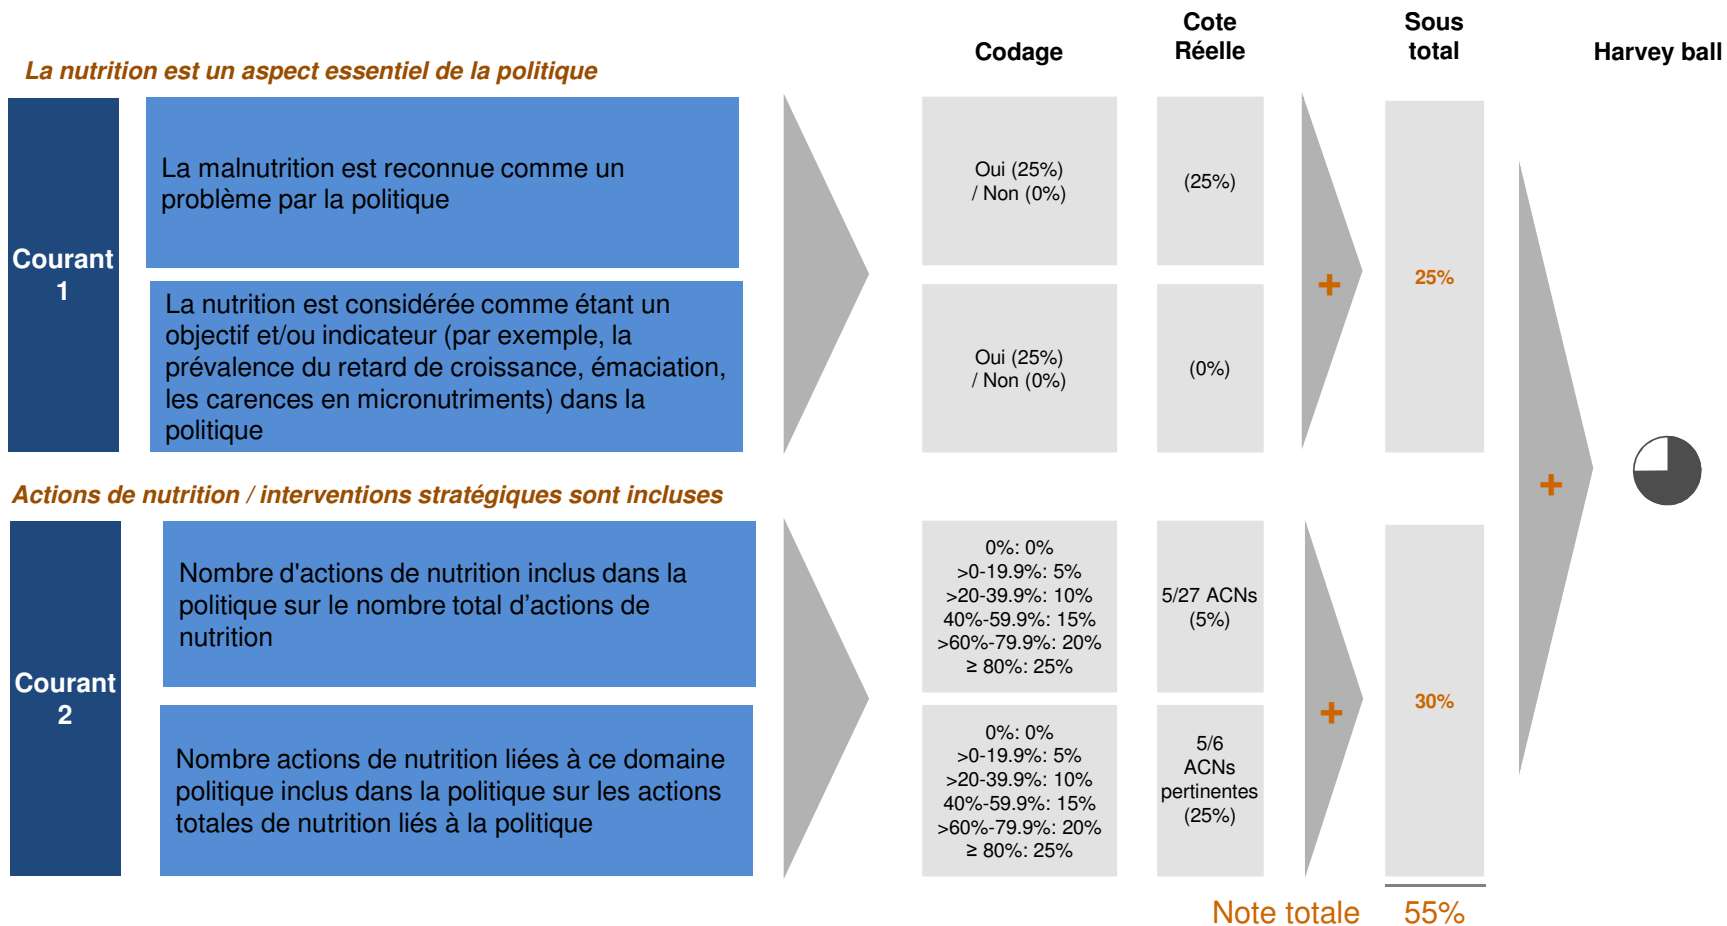 Codage
Cote
Réelle
Sous
total
Harvey ball
La nutrition est un aspect essentiel de la politique
Courant
1
La malnutrition est reconnue comme un
problème par la politique
Oui (25%)
/ Non (0%)
(25%)
La nutrition est considérée comme étant un
objectif et/ou indicateur (par exemple, la
prévalence du retard de croissance, émaciation,
les carences en micronutriments) dans la
politique
Oui (25%)
/ Non (0%)
(0%)
+
25%
+
Actions de nutrition / interventions stratégiques sont incluses
Courant
2
Nombre d'actions de nutrition inclus dans la
politique sur le nombre total d’actions de
nutrition
0%: 0%
>0-19.9%: 5%
>20-39.9%: 10%
40%-59.9%: 15%
>60%-79.9%: 20%
≥ 80%: 25%
5/27 ACNs
(5%)
Nombre actions de nutrition liées à ce domaine
politique inclus dans la politique sur les actions
totales de nutrition liés à la politique
0%: 0%
>0-19.9%: 5%
>20-39.9%: 10%
40%-59.9%: 15%
>60%-79.9%: 20%
≥ 80%: 25%
5/6
ACNs
pertinentes
(25%)
+
30%
Note totale 55%